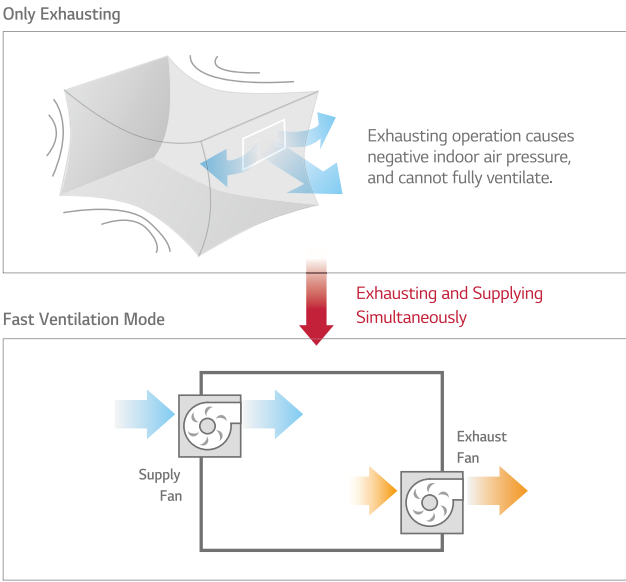 Only Exhausting
Exhausting operation causes
negative indoor air pressure,
and cannot fully ventilate.
Exhausting and Supplying
Simultaneously
Fast Ventilation Mode
Exhaust
Fan
Supply
Fan